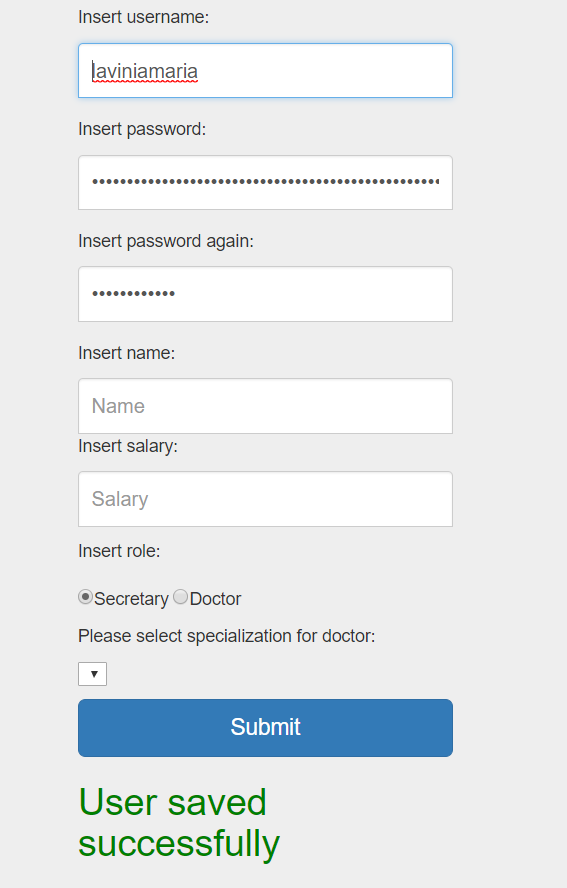 Insert username:
laviniamaria
Insert password:
••••••••••••••••••••••••••••••••••••••••••••••••••
Insert password again:
••••••••••••
Insert name:
Name
Insert salary:
Salary
Insert role:
Secretary Doctor
Please select specialization for doctor:
Submit
User saved
successfully